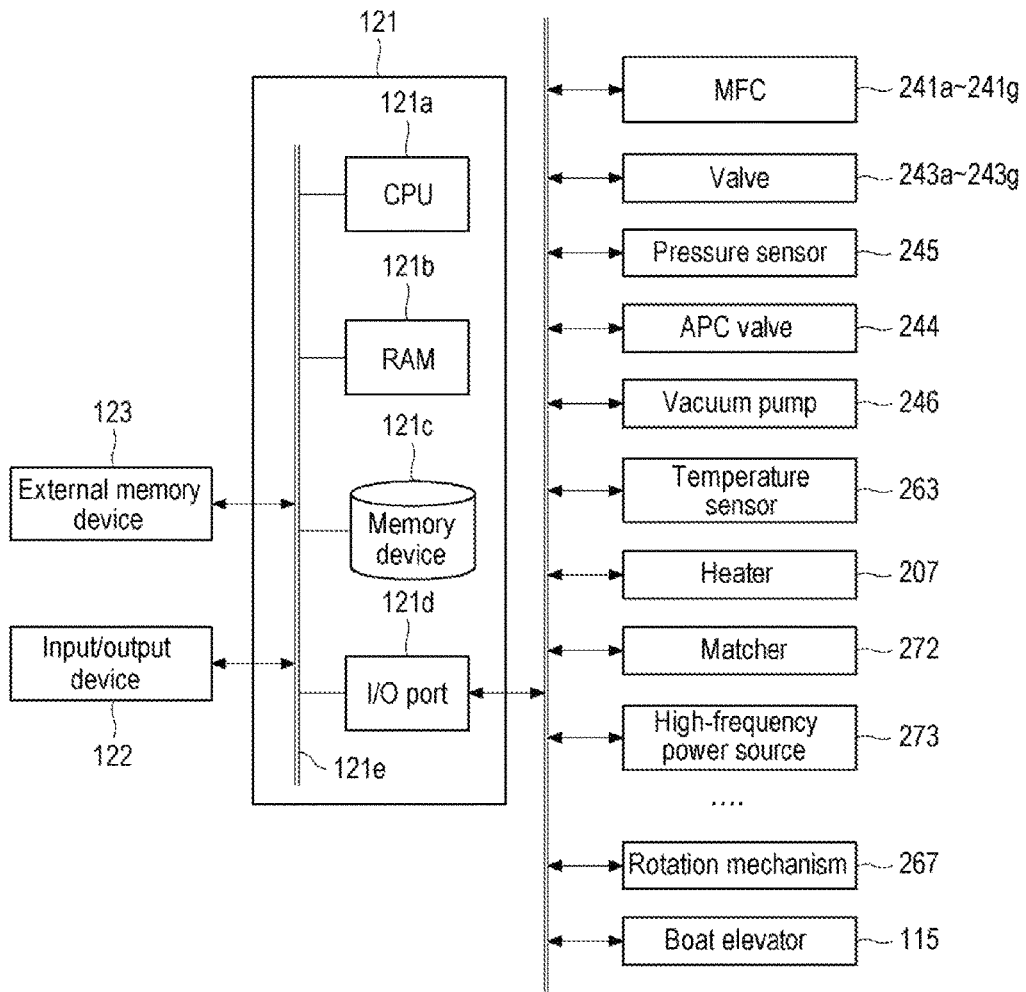 121
121a
CPU
121b
RAM
121c
Memory
device
121d
I/O port
121e
123
External memory
device
Input/output
device
122
MFC
241a~241g
Valve
243a~243g
Pressure sensor
245
APC valve
244
Vacuum pump
246
Temperature
sensor
263
Heater
207
Matcher
272
High-frequency
power source
273
....
Rotation mechanism
267
Boat elevator
115